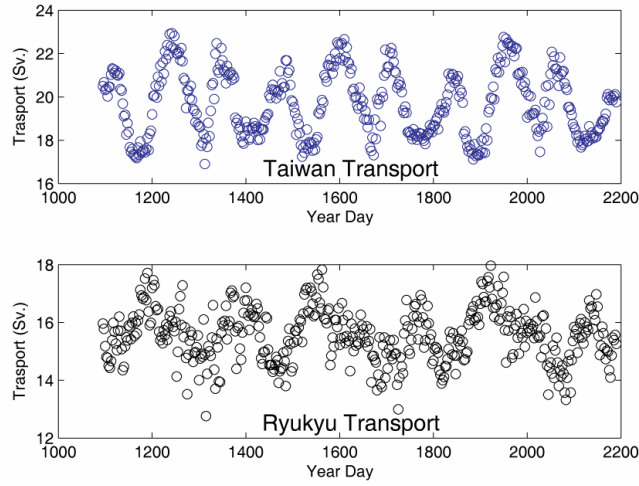 24
22
20
18
16
Trasport (Sv.)
Taiwan Transport
1000 1200 1400 1600 1800 2000 2200
Year Day
18
16
14
12
Trasport (Sv.)
Ryukyu Transport
1000 1200 1400 1600 1800 2000 2200
Year Day